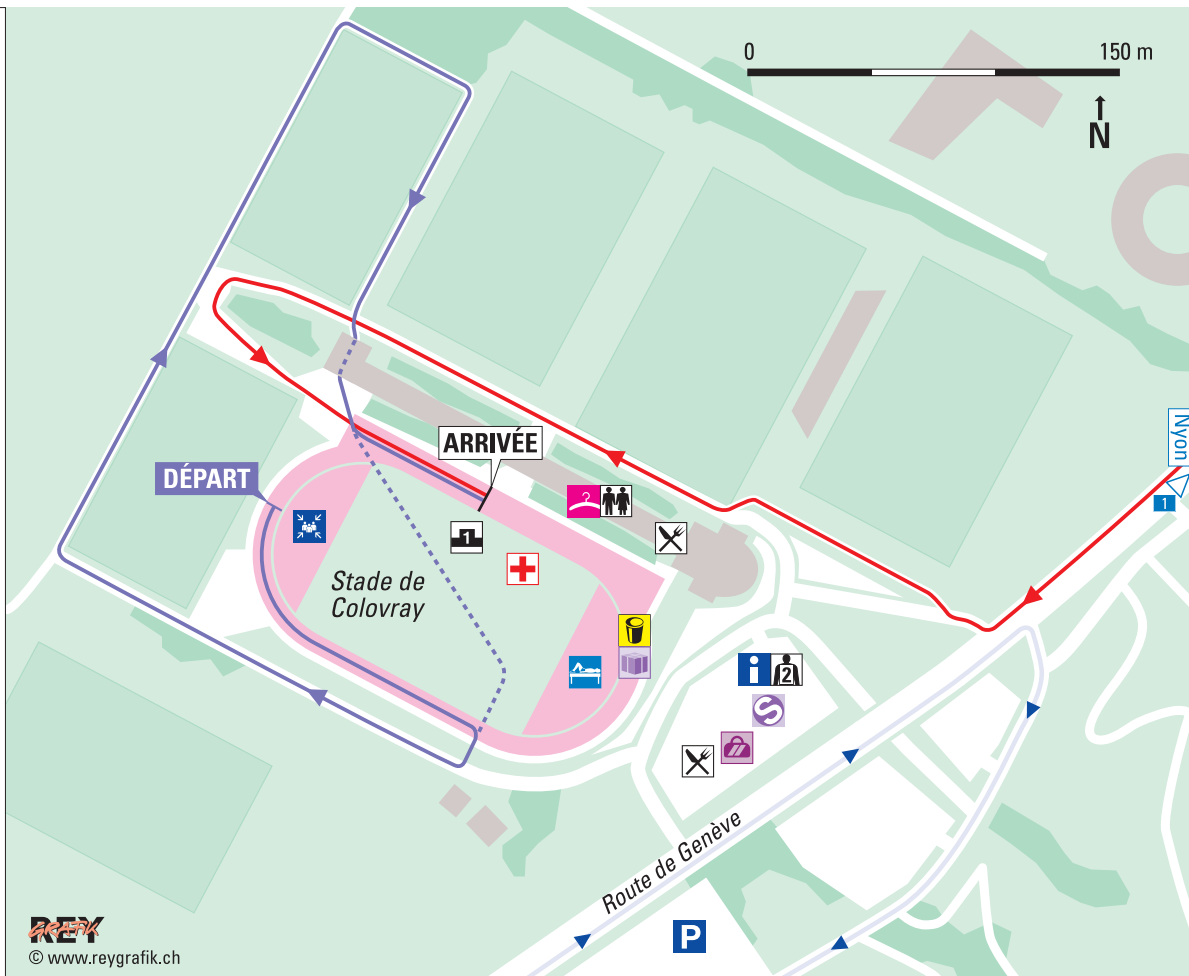 0 150 m
N
Nyon
1
ARRIVÉE
DÉPART
1
Stade de
Colovray
i 2
S
Route de Genève
P
REY
GRAFIK
© www.reygrafik.ch